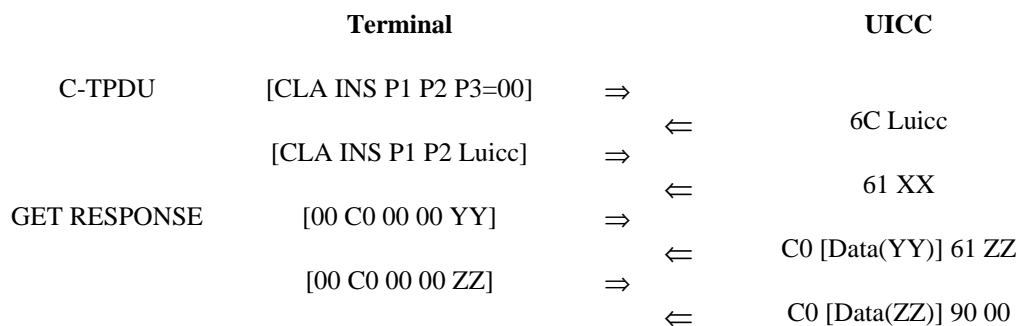 Terminal UICC
C-TPDU [CLA INS P1 P2 P3=00] ⇒
⇐ 6C Luicc
[CLA INS P1 P2 Luicc] ⇒
⇐ 61 XX
GET RESPONSE [00 C0 00 00 YY] ⇒
⇐ C0 [Data(YY)] 61 ZZ
[00 C0 00 00 ZZ] ⇒
⇐ C0 [Data(ZZ)] 90 00